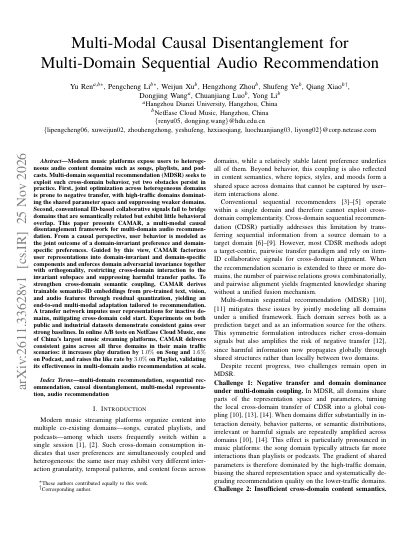 Multi-Modal Causal Disentanglement for
Multi-Domain Sequential Audio Recommendation
Yu Ren
Pengcheng Li
Weijun Xu
Hengzhong Zhou
Shufeng Ye
Qiang Xiao
Dongjing Wang
Chuanjiang Luo
Yong Li
Hangzhou Dianzi University, Hangzhou, China
NetEase Cloud Music, Hangzhou, China
{renyu05, dongjing.wang}@hdu.edu.cn
{lipengcheng06, xuweijun02, zhouhengzhong, yeshufeng, hzxiaoqiang, luochuanjiang03, liyong02}@corp.netease.com
arXiv:2611.33628v1 [cs.IR] 25 Nov 2026
Abstract—Modern music platforms expose users to heterogeneous
audio content domains such as songs, playlists, and podcasts.
Multi-domain sequential recommendation (MDSR) seeks to
exploit such cross-domain behavior, yet two obstacles persist in
practice. First, joint optimization across heterogeneous domains
is prone to negative transfer, with high-traffic domains dominating
the shared parameter space and suppressing weaker domains.
Second, conventional ID-based collaborative signals fail to bridge
domains that are semantically related but exhibit little behavioral
overlap. This paper presents CAMAR, a multi-modal causal
disentanglement framework for multi-domain audio recommendation.
From a causal perspective, user behavior is modeled as
the joint outcome of a domain-invariant preference and domain-
specific preferences. Guided by this view, CAMAR factorizes
user representations into domain-invariant and domain-specific
components and enforces domain adversarial invariance together
with orthogonality, restricting cross-domain interaction to the
invariant subspace and suppressing harmful transfer paths. To
strengthen cross-domain semantic coupling, CAMAR derives
trainable semantic-ID embeddings from pre-trained text, vision,
and audio features through residual quantization, yielding an
end-to-end multi-modal adaptation tailored to recommendation.
A transfer network imputes user representations for inactive domains,
mitigating cross-domain cold start. Experiments on both
public and industrial datasets demonstrate consistent gains over
strong baselines. In online A/B tests on NetEase Cloud Music, one
of China's largest music streaming platforms, CAMAR delivers
consistent gains across all three domains in their main traffic
scenarios: it increases play duration by 1.0% on Song and 1.6%
on Podcast, and raises the like rate by 3.0% on Playlist, validating
its effectiveness in multi-domain audio recommendation at scale.
Index Terms—multi-domain recommendation, sequential recommendation,
causal disentanglement, multi-modal representation,
audio recommendation
I. INTRODUCTION
Modern music streaming platforms organize content into
multiple co-existing domains—songs, curated playlists, and
podcasts—among which users frequently switch within a
single session [1], [2]. Such cross-domain consumption indicates
that user preferences are simultaneously coupled and
heterogeneous: the same user may exhibit very different interaction
granularity, temporal patterns, and content focus across
*These authors contributed equally to this work.
†Corresponding author.
domains, while a relatively stable latent preference underlies
all of them. Beyond behavior, this coupling is also reflected
in content semantics, where topics, styles, and moods form a
shared space across domains that cannot be captured by user-
item interactions alone.
Conventional sequential recommenders [3]–[5] operate
within a single domain and therefore cannot exploit cross-
domain complementarity. Cross-domain sequential recommendation
(CDSR) partially addresses this limitation by transferring
sequential information from a source domain to a
target domain [6]–[9]. However, most CDSR methods adopt
a target-centric, pairwise transfer paradigm and rely on item-
ID collaborative signals for cross-domain alignment. When
the recommendation scenario is extended to three or more domains,
the number of pairwise relations grows combinatorially,
and pairwise alignment yields fragmented knowledge sharing
without a unified fusion mechanism.
Multi-domain sequential recommendation (MDSR) [10],
[11] mitigates these issues by jointly modeling all domains
under a unified framework. Each domain serves both as a
prediction target and as an information source for the others.
This symmetric formulation introduces richer cross-domain
signals but also amplifies the risk of negative transfer [12],
since harmful information now propagates globally through
shared structures rather than locally between two domains.
Despite recent progress, two challenges remain open in
MDSR.
Challenge 1: Negative transfer and domain dominance
under multi-domain coupling. In MDSR, all domains share
parts of the representation space and parameters, turning
the local cross-domain transfer of CDSR into a global coupling
[10], [13], [14]. When domains differ substantially in interaction
density, behavior patterns, or semantic distributions,
irrelevant or harmful signals are repeatedly amplified across
domains [10], [14]. This effect is particularly pronounced in
music platforms: the song domain typically attracts far more
interactions than playlists or podcasts. The gradient of shared
parameters is therefore dominated by the high-traffic domain,
biasing the shared representation space and systematically degrading
recommendation quality on the lower-traffic domains.
Challenge 2: Insufficient cross-domain content semantics.